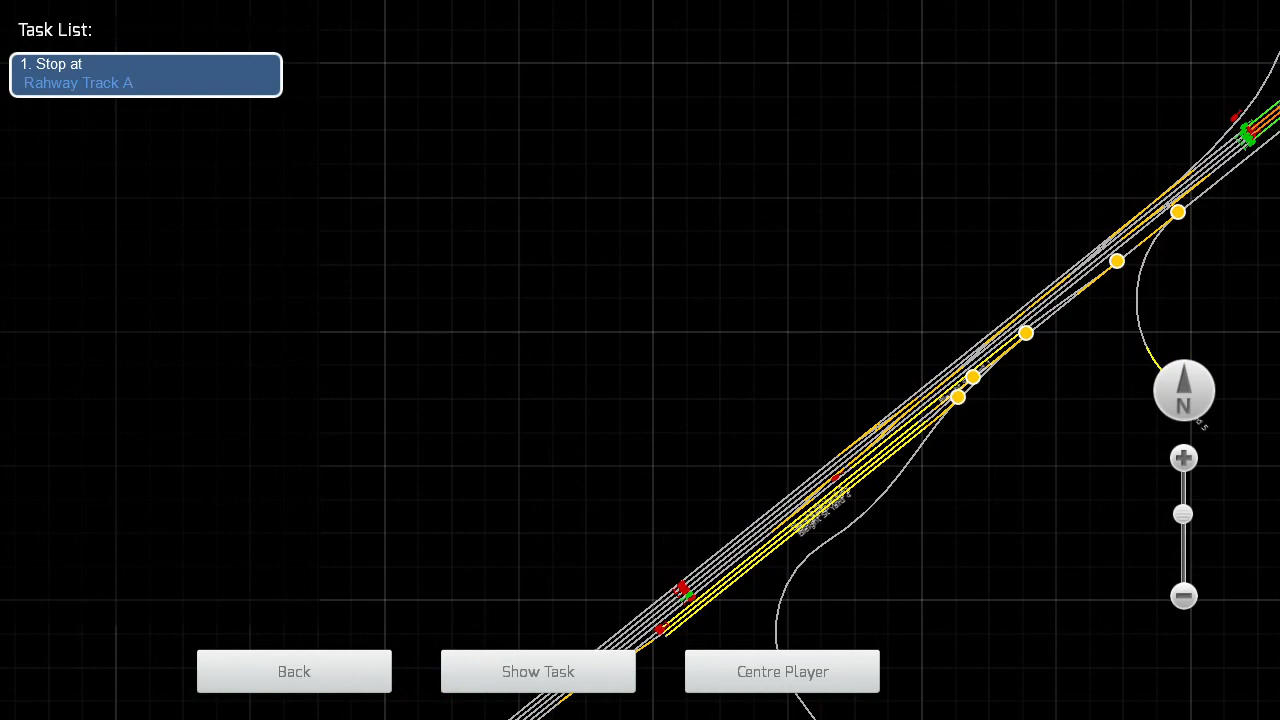 Task List:
1. Stop at
Rahway Track A
N
Back
Show Task
Centre Player